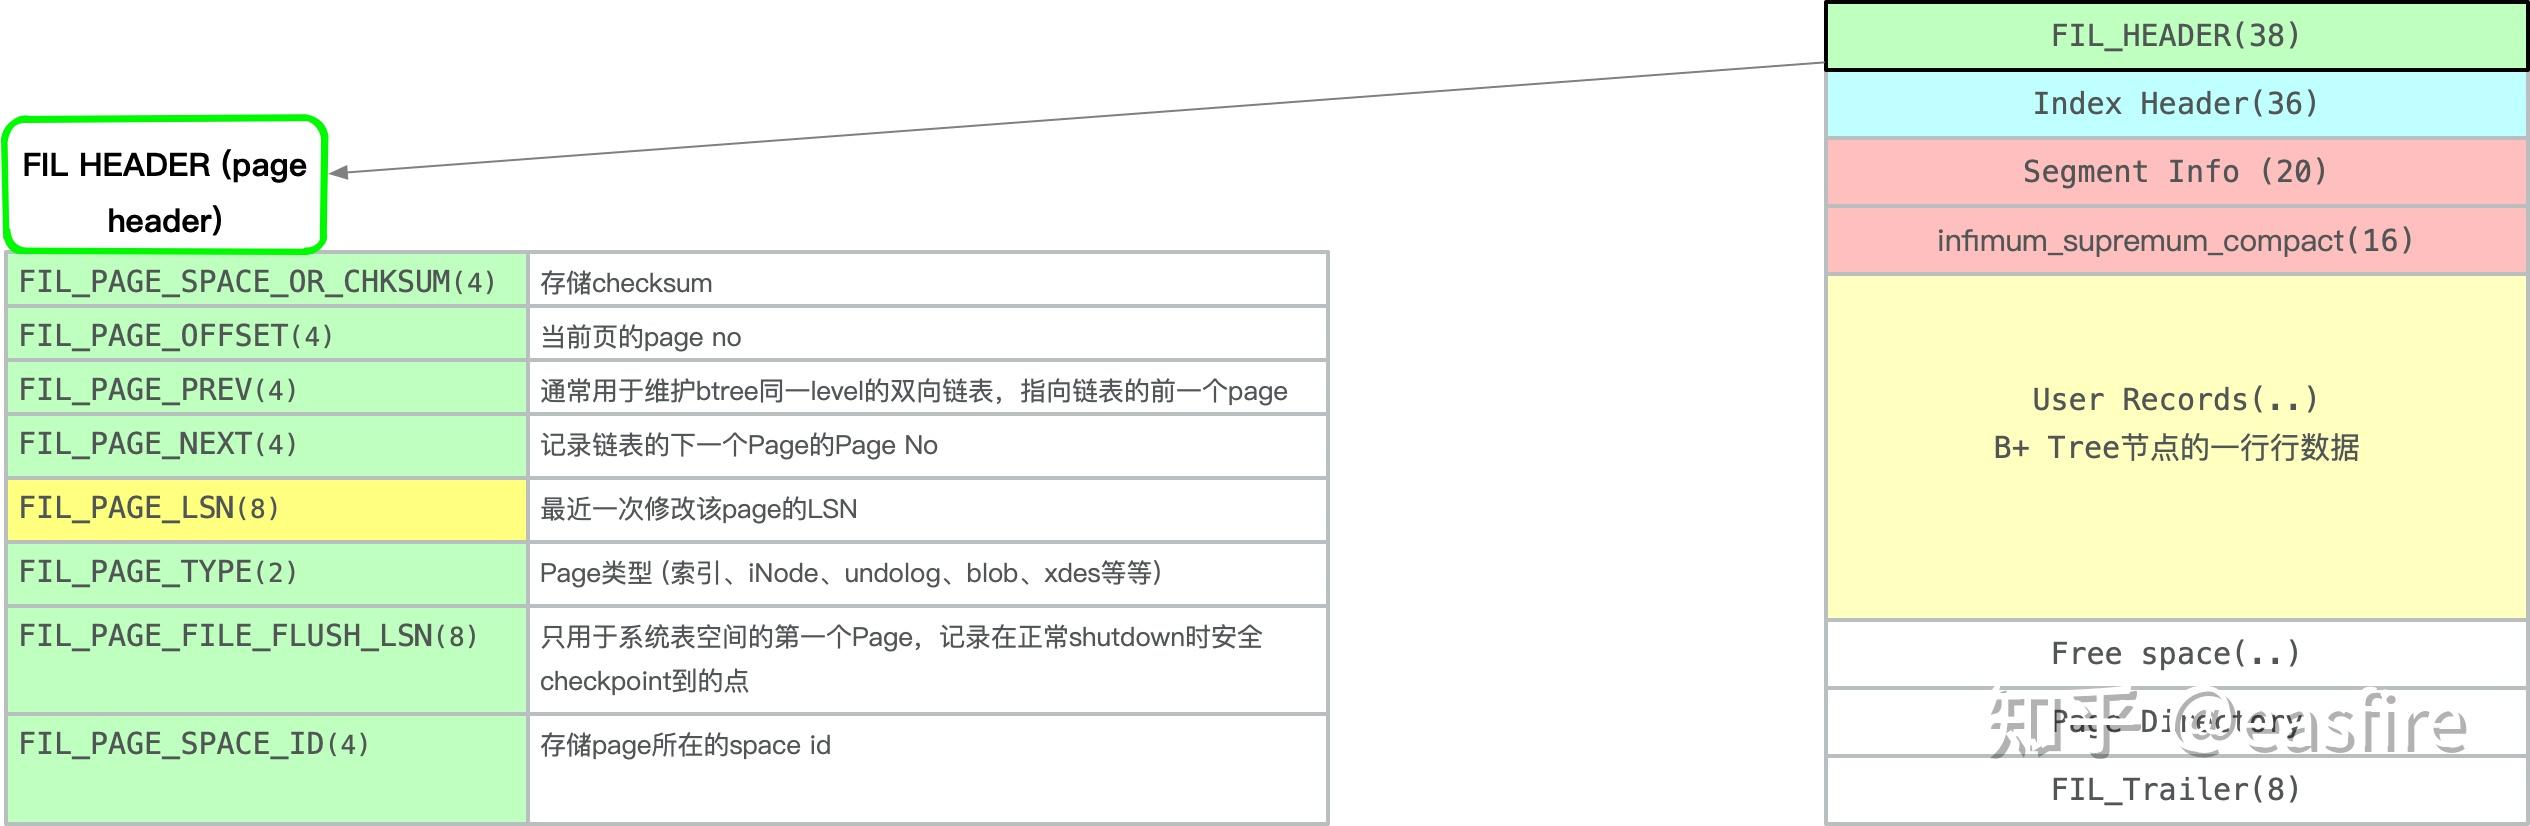 FIL HEADER (page
header)
FIL_PAGE_SPACE_OR_CHKSUM(4)
存储checksum
FIL_PAGE_OFFSET(4)
当前页的page no
FIL_PAGE_PREV(4)
通常用于维护btree同一level的双向链表，指向链表的前一个page
FIL_PAGE_NEXT(4)
记录链表的下一个Page的Page No
FIL_PAGE_LSN(8)
最近一次修改该page的LSN
FIL_PAGE_TYPE(2)
Page类型 (索引、iNode、undolog、blob、xdes等等)
FIL_PAGE_FILE_FLUSH_LSN(8)
只用于系统表空间的第一个Page，记录在正常shutdown时安全
checkpoint到的点
FIL_PAGE_SPACE_ID(4)
存储page所在的space id
FIL_HEADER(38)
Index Header(36)
Segment Info (20)
infimum_supremum_compact(16)
User Records(..)
B+ Tree节点的一行行数据
Free space(..)
Page Directory
FIL_Trailer(8)
知乎 @easfire